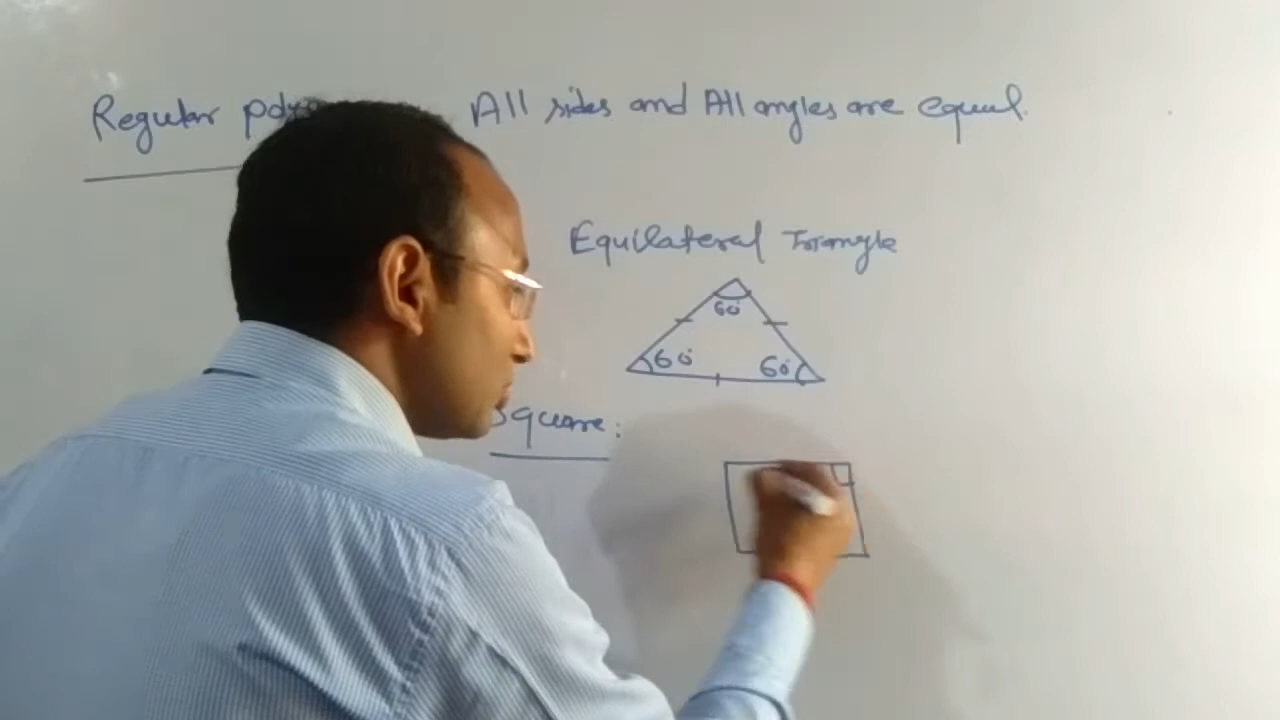 Regular All sides and All angles are equal.
Equilateral Triangle
60°
60° 60°
Square: